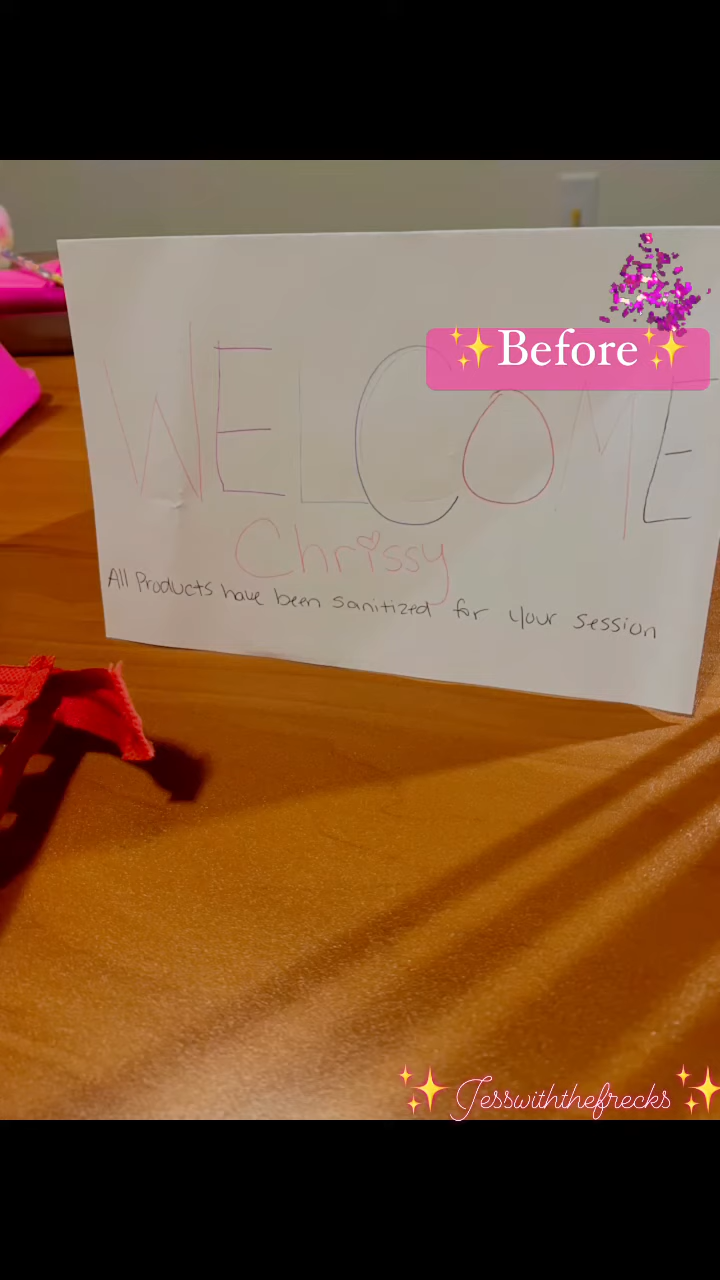 ✨Before✨
WELCOME
Chrissy
All Products have been sanitized for your session
✨Jesswiththefrecks✨